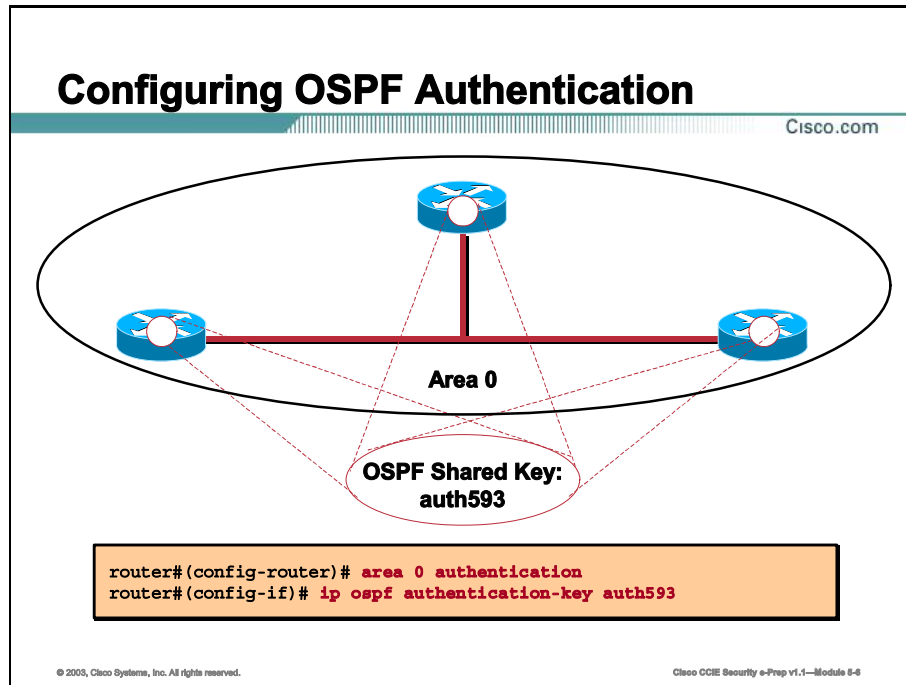 Configuring OSPF Authentication
Cisco.com
Area 0
OSPF Shared Key:
auth593
router#(config-router)# area 0 authentication
router#(config-if)# ip ospf authentication-key auth593
© 2003, Cisco Systems, Inc. All rights reserved.
Cisco CCIE Security e-Prep v1.1—Module 5-6